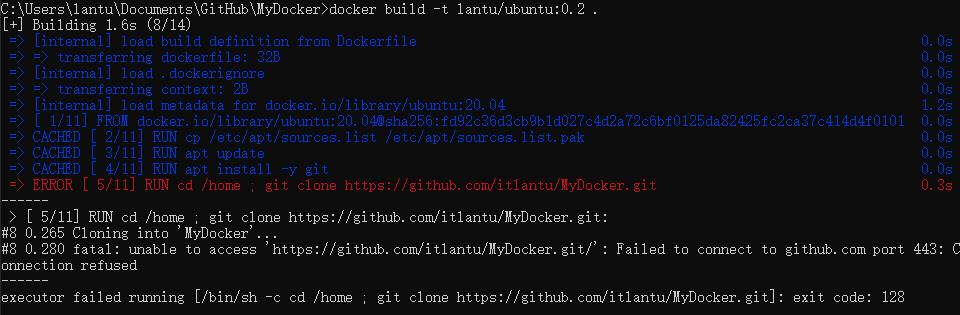 C:\Users\lantu\Documents\GitHub\MyDocker>docker build -t lantu/ubuntu:0.2 .
[+] Building 1.6s (8/14)
 => [internal] load build definition from Dockerfile 0.0s
 => => transferring dockerfile: 32B 0.0s
 => [internal] load .dockerignore 0.0s
 => => transferring context: 2B 0.0s
 => [internal] load metadata for docker.io/library/ubuntu:20.04 1.2s
 => [ 1/11] FROM docker.io/library/ubuntu:20.04@sha256:fd92c36d3cb9b1d027c4d2a72c6bf0125da82425fc2ca37c414d4f0101 0.0s
 => CACHED [ 2/11] RUN cp /etc/apt/sources.list /etc/apt/sources.list.pak 0.0s
 => CACHED [ 3/11] RUN apt update 0.0s
 => CACHED [ 4/11] RUN apt install -y git 0.0s
 => ERROR [ 5/11] RUN cd /home ; git clone https://github.com/itlantu/MyDocker.git 0.3s
------
 > [ 5/11] RUN cd /home ; git clone https://github.com/itlantu/MyDocker.git:
#8 0.265 Cloning into 'MyDocker'...
#8 0.280 fatal: unable to access 'https://github.com/itlantu/MyDocker.git/': Failed to connect to github.com port 443: C
onnection refused
------
executor failed running [/bin/sh -c cd /home ; git clone https://github.com/itlantu/MyDocker.git]: exit code: 128